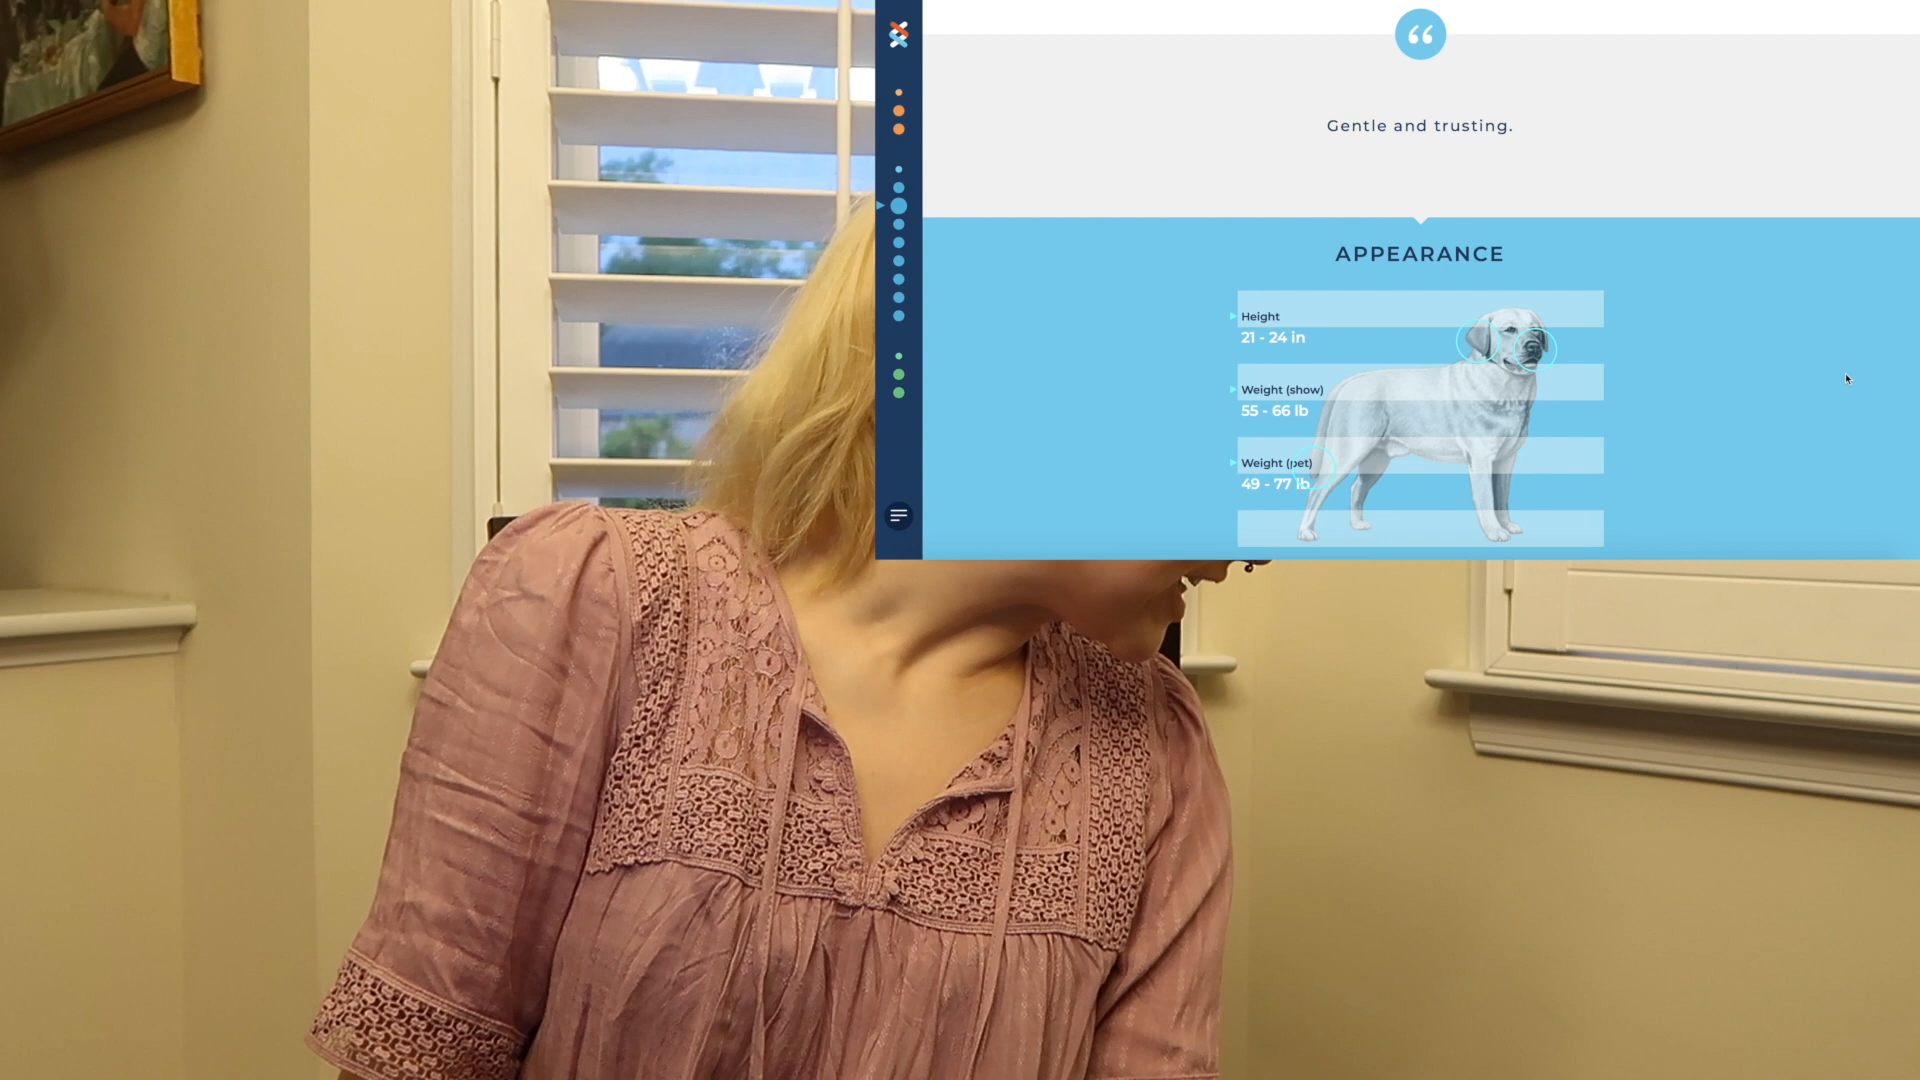 Gentle and trusting.
APPEARANCE
Height
21 - 24 in
Weight (show)
55 - 66 lb
Weight (pet)
49 - 77 lb